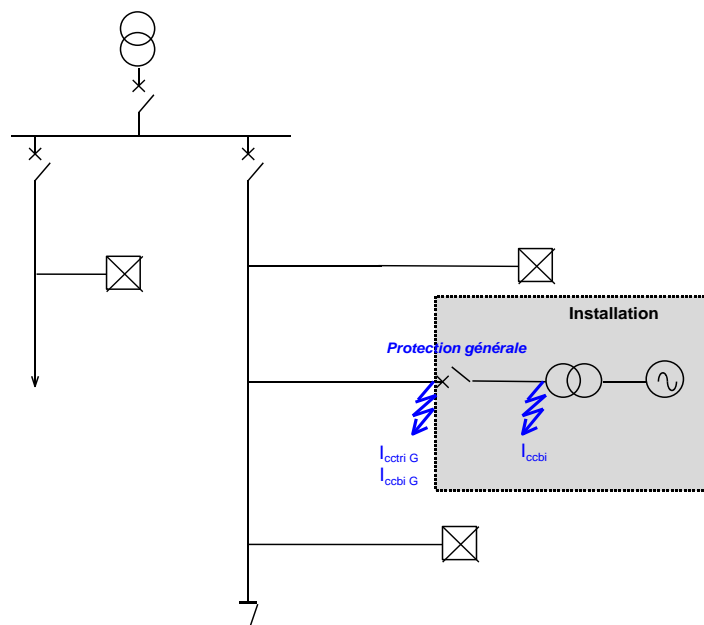 Installation
Protection générale
Icctri G
Iccbi G
Iccbi